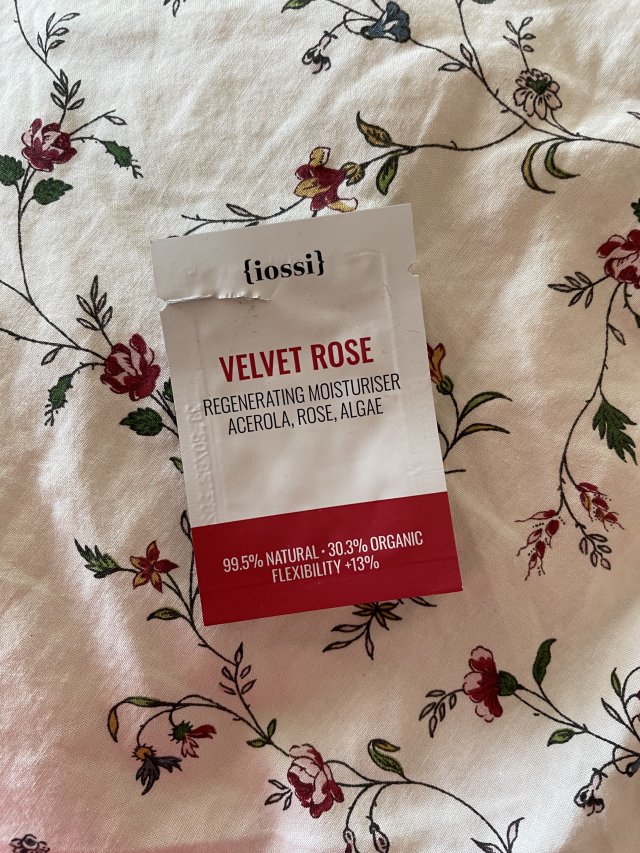 {iossi}
VELVET ROSE
REGENERATING MOISTURISER
ACEROLA, ROSE, ALGAE
99.5% NATURAL • 30.3% ORGANIC
FLEXIBILITY +13%